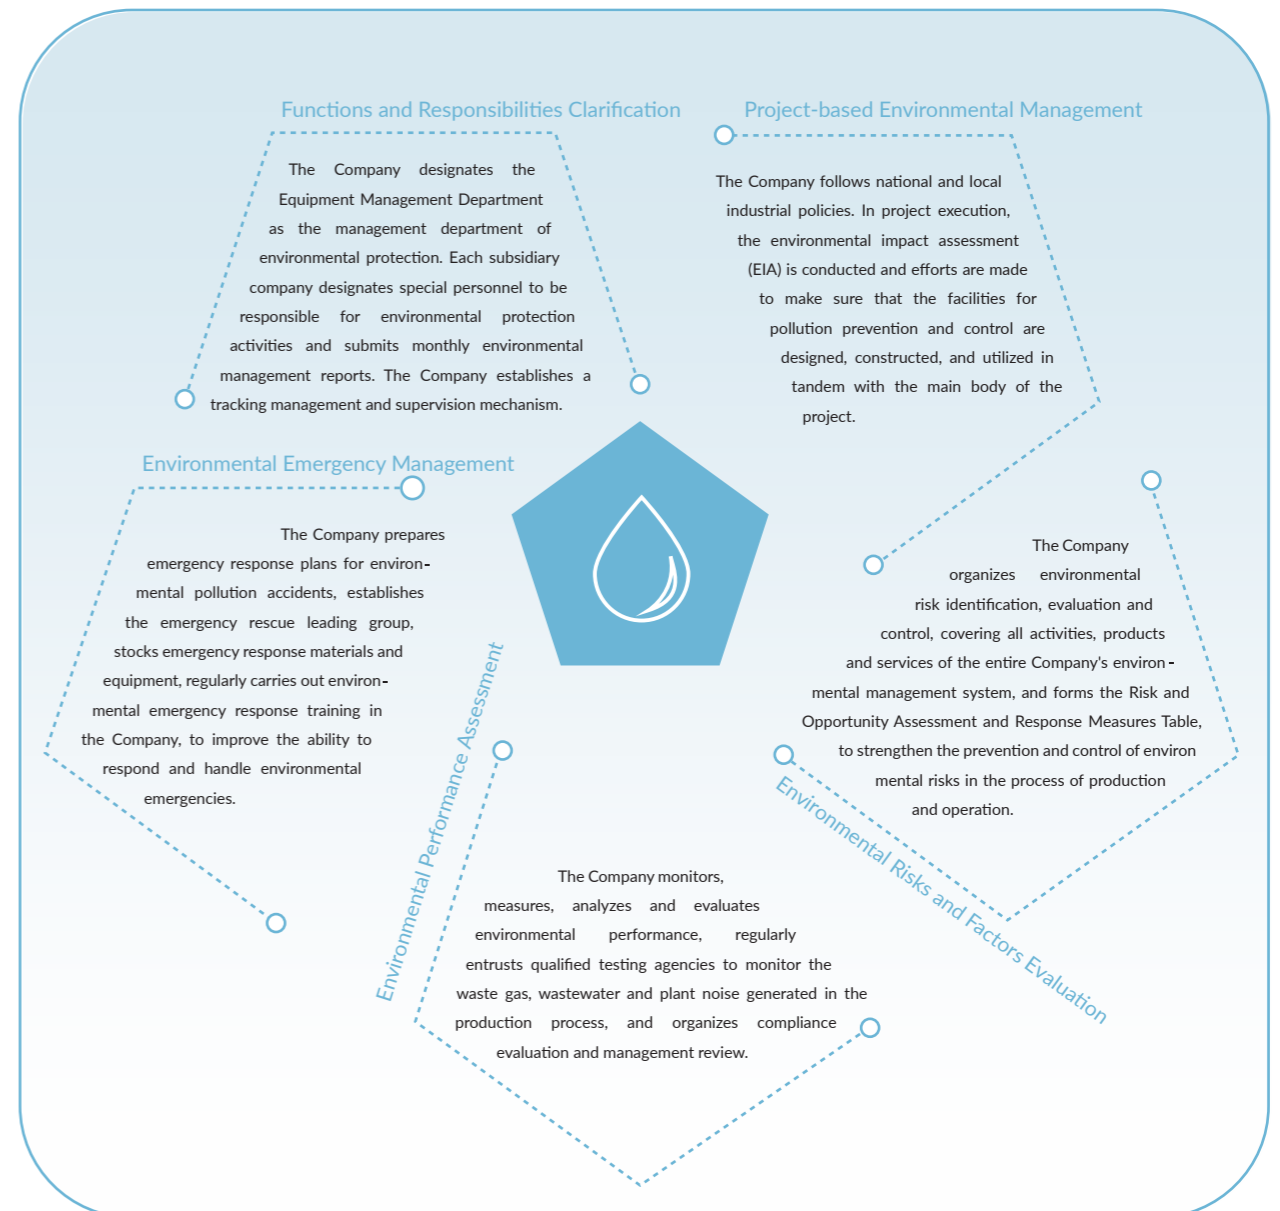 Functions and Responsibilities Clarification
The Company designates the
Equipment Management Department
as the management department of
environmental protection. Each subsidiary
company designates special personnel to be
responsible for environmental protection
activities and submits monthly environmental
management reports. The Company establishes a
tracking management and supervision mechanism.
Project-based Environmental Management
The Company follows national and local
industrial policies. In project execution,
the environmental impact assessment
(EIA) is conducted and efforts are made
to make sure that the facilities for
pollution prevention and control are
designed, constructed, and utilized in
tandem with the main body of the
project.
Environmental Emergency Management
The Company prepares
emergency response plans for environ-
mental pollution accidents, establishes
the emergency rescue leading group,
stocks emergency response materials and
equipment, regularly carries out environ-
mental emergency response training in
the Company, to improve the ability to
respond and handle environmental
emergencies.
The Company
organizes environmental
risk identification, evaluation and
control, covering all activities, products
and services of the entire Company's environ-
mental management system, and forms the Risk and
Opportunity Assessment and Response Measures Table,
to strengthen the prevention and control of environ
mental risks in the process of production
and operation.
Environmental Risks and Factors Evaluation
Environmental Performance Assessment
The Company monitors,
measures, analyzes and evaluates
environmental performance, regularly
entrusts qualified testing agencies to monitor the
waste gas, wastewater and plant noise generated in the
production process, and organizes compliance
evaluation and management review.